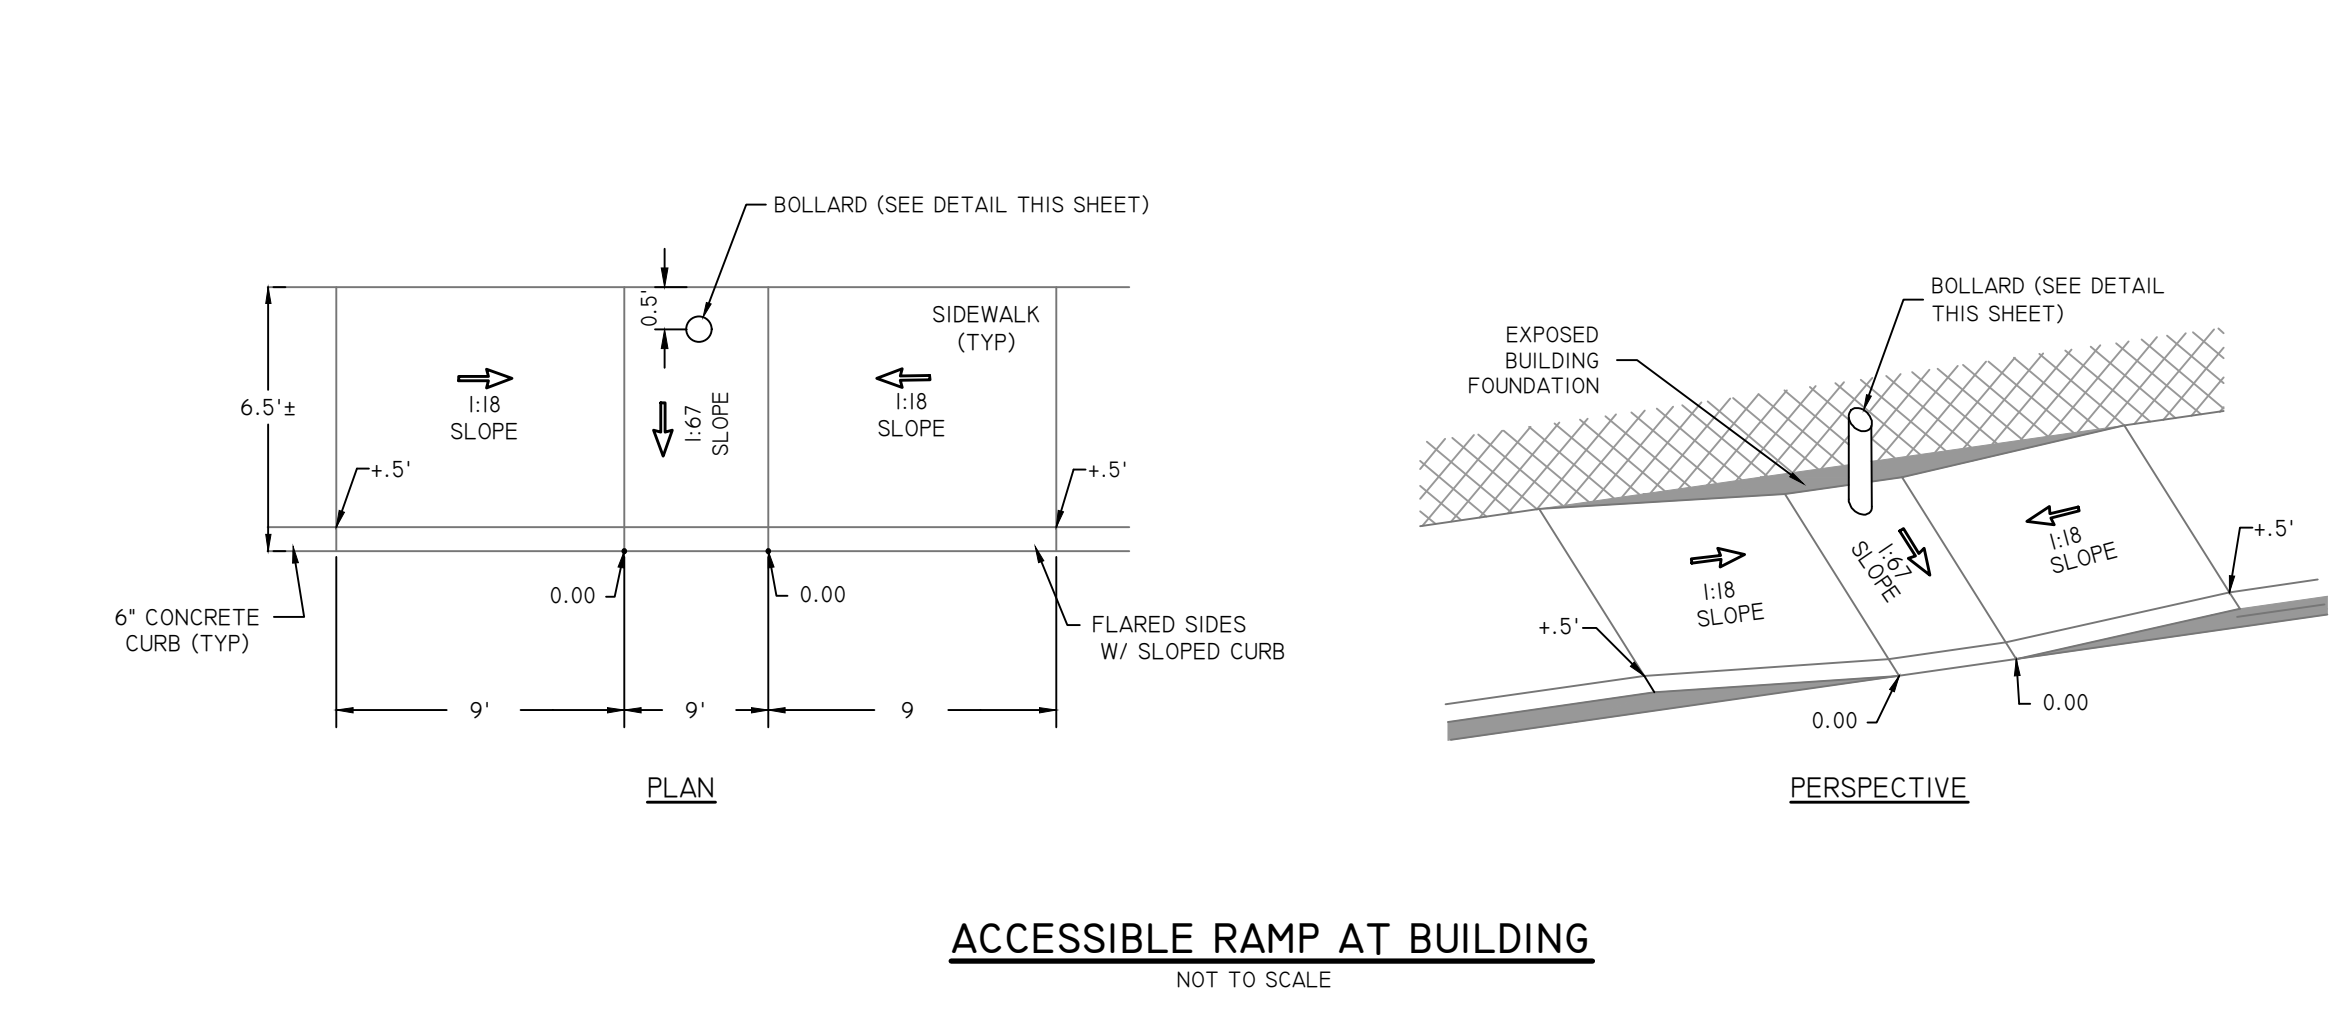 BOLLARD (SEE DETAIL THIS SHEET)
0.5'
SIDEWALK
(TYP)
1:18
SLOPE
1:67
SLOPE
1:18
SLOPE
6.5'±
+.5'
+.5'
0.00
0.00
6" CONCRETE
CURB (TYP)
FLARED SIDES
W/ SLOPED CURB
9'
9'
9
PLAN
BOLLARD (SEE DETAIL
THIS SHEET)
EXPOSED
BUILDING
FOUNDATION
1:18
SLOPE
1:67
SLOPE
1:18
SLOPE
+.5'
+.5'
0.00
0.00
PERSPECTIVE
ACCESSIBLE RAMP AT BUILDING
NOT TO SCALE